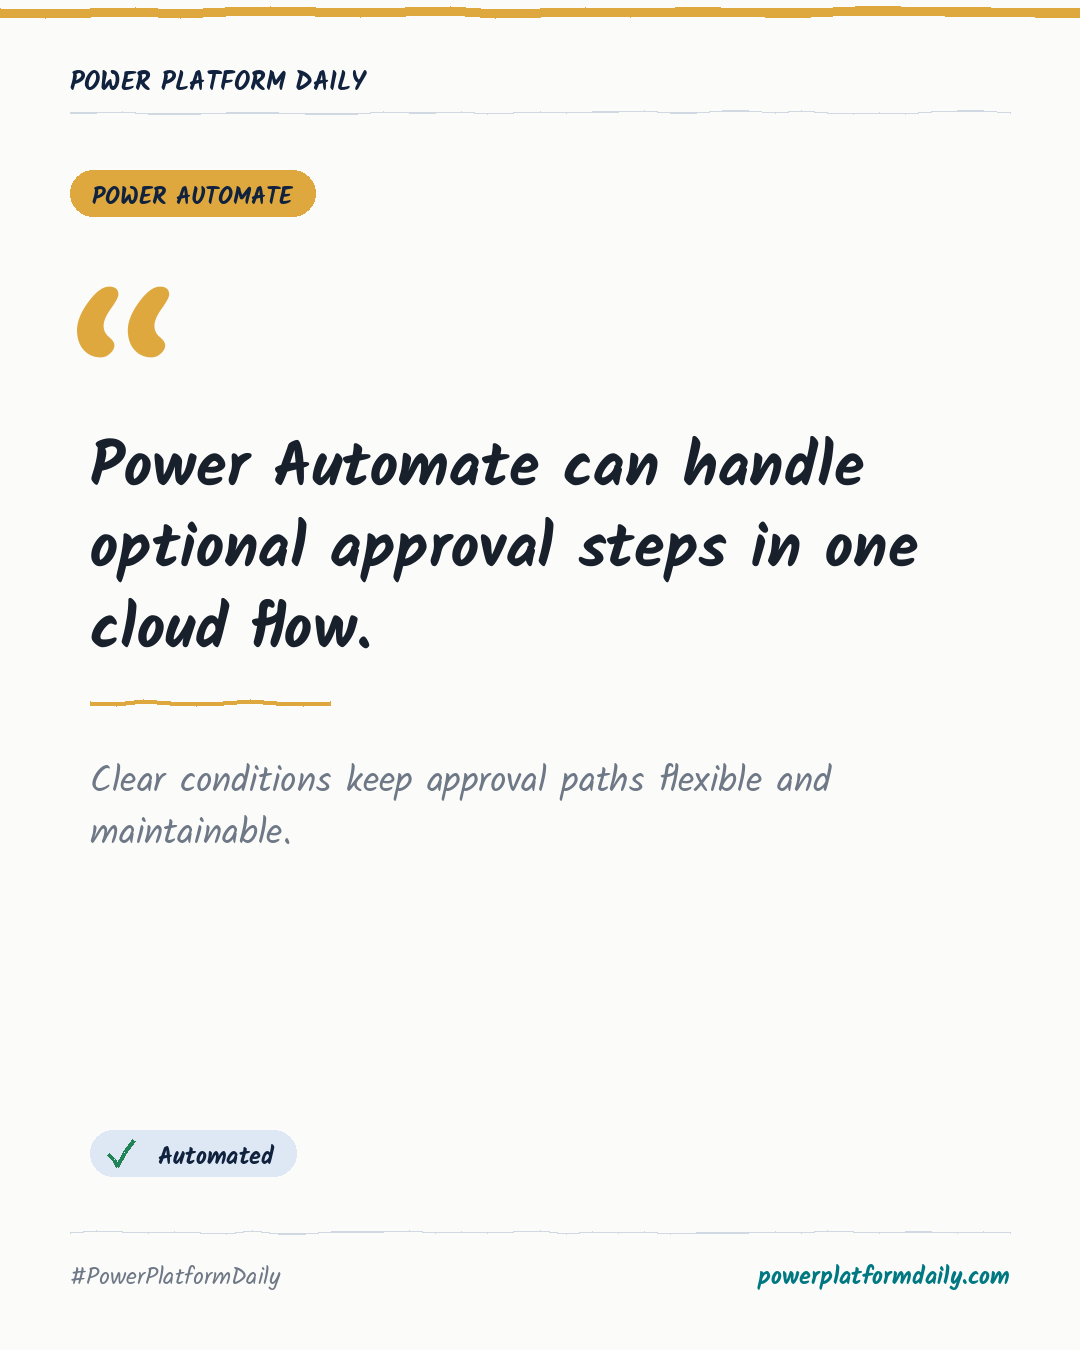 POWER PLATFORM DAILY
POWER AUTOMATE
“
Power Automate can handle
optional approval steps in one
cloud flow.
Clear conditions keep approval paths flexible and
maintainable.
✓ Automated
#PowerPlatformDaily
powerplatformdaily.com